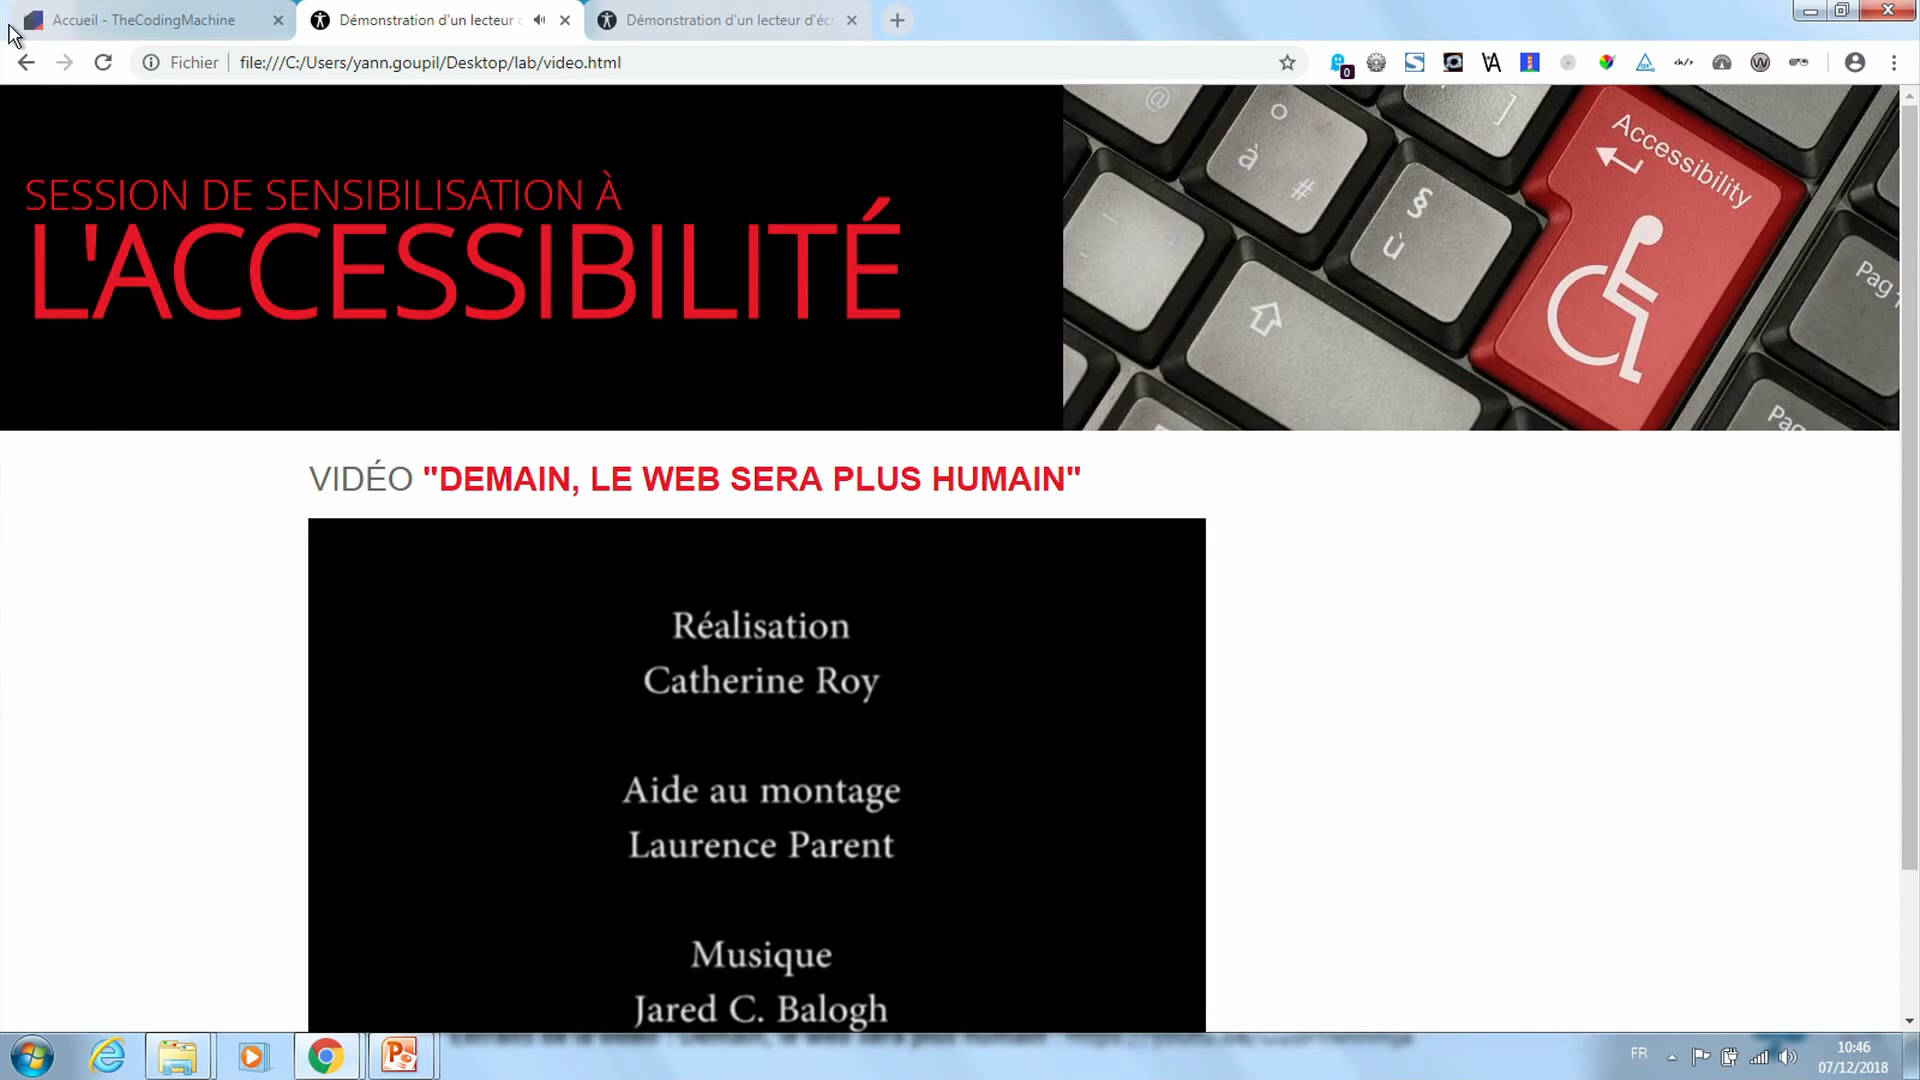 Accueil - TheCodingMachine
Démonstration d'un lecteur
Démonstration d'un lecteur d'éc
Fichier
file:///C:/Users/yann.goupil/Desktop/lab/video.html
0
SESSION DE SENSIBILISATION À
L'ACCESSIBILITÉ
@
°
à
#
]
§
ù
Accessibility
Pag
Pag
VIDÉO "DEMAIN, LE WEB SERA PLUS HUMAIN"
Réalisation
Catherine Roy
Aide au montage
Laurence Parent
Musique
Jared C. Balogh
FR
10:46
07/12/2018